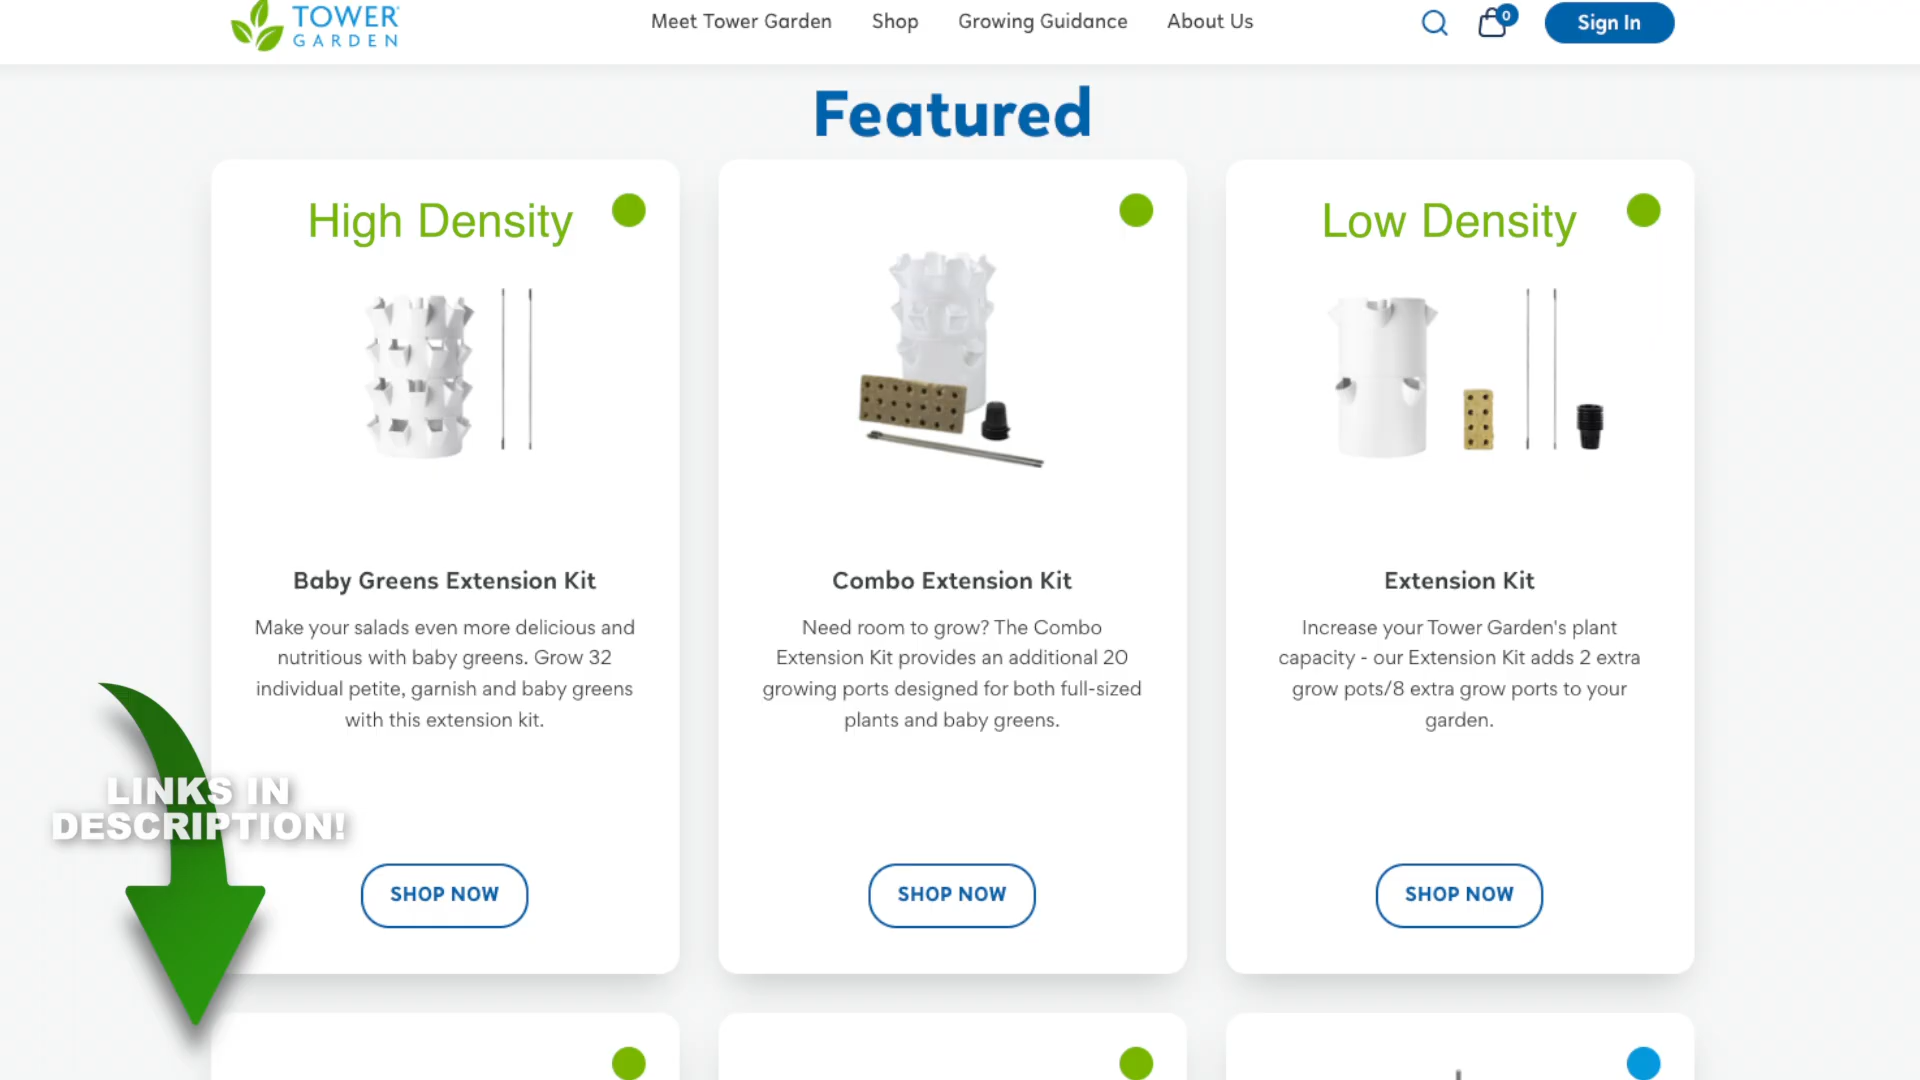 TOWER
GARDEN
Meet Tower Garden
Shop
Growing Guidance
About Us
0
Sign In
Featured
High Density
Baby Greens Extension Kit
Make your salads even more delicious and
nutritious with baby greens. Grow 32
individual petite, garnish and baby greens
with this extension kit.
SHOP NOW
Combo Extension Kit
Need room to grow? The Combo
Extension Kit provides an additional 20
growing ports designed for both full-sized
plants and baby greens.
SHOP NOW
Low Density
Extension Kit
Increase your Tower Garden's plant
capacity - our Extension Kit adds 2 extra
grow pots/8 extra grow ports to your
garden.
SHOP NOW
LINKS IN
DESCRIPTION!